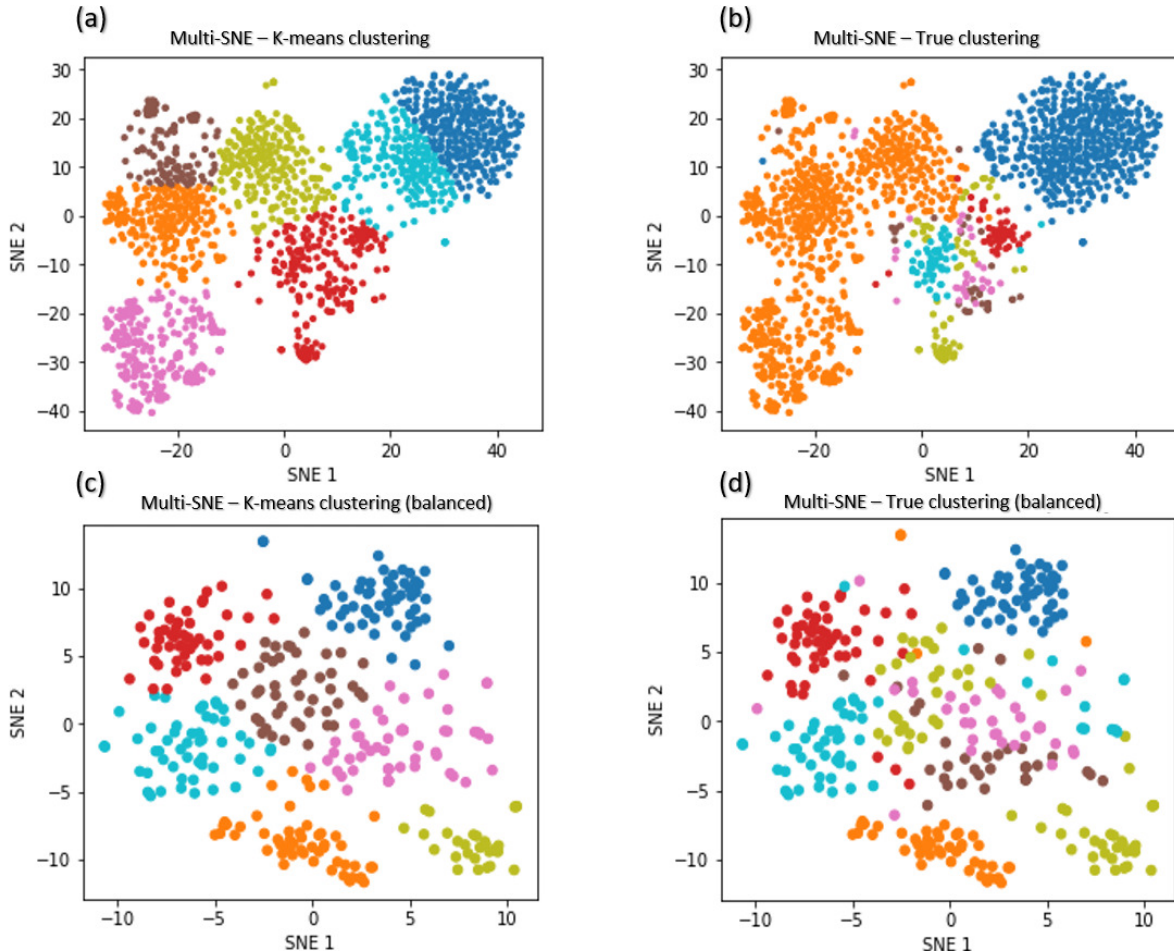 (a)
Multi-SNE – K-means clustering
30
20
10
0
−10
−20
−30
−40
SNE 2
−20
0
20
40
SNE 1
(b)
Multi-SNE – True clustering
30
20
10
0
−10
−20
−30
−40
SNE 2
−20
0
20
40
SNE 1
(c)
Multi-SNE – K-means clustering (balanced)
10
5
0
−5
−10
SNE 2
−10
−5
0
5
10
SNE 1
(d)
Multi-SNE – True clustering (balanced)
10
5
0
−5
−10
SNE 2
−10
−5
0
5
10
SNE 1